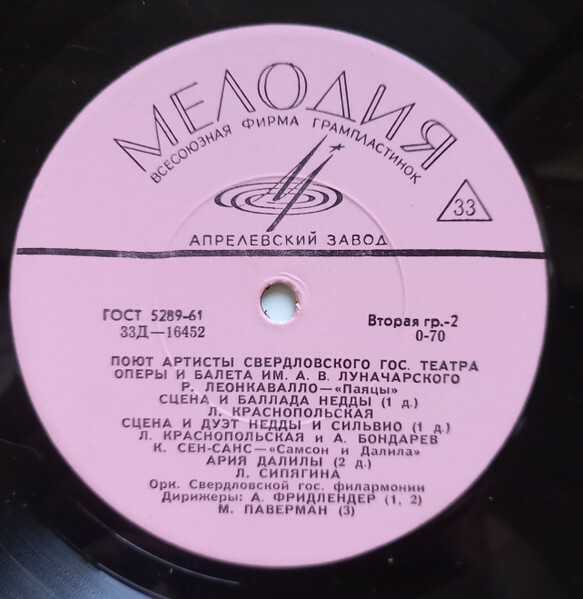 МЕЛОДИЯ
ВСЕСОЮЗНАЯ ФИРМА ГРАМПЛАСТИНОК
33
АПРЕЛЕВСКИЙ ЗАВОД
ГОСТ 5289-61
33Д—16452
Вторая гр.-2
0-70
ПОЮТ АРТИСТЫ СВЕРДЛОВСКОГО ГОС. ТЕАТРА
ОПЕРЫ И БАЛЕТА ИМ. А. В. ЛУНАЧАРСКОГО
Р. ЛЕОНКАВАЛЛО—«Паяцы»
СЦЕНА И БАЛЛАДА НЕДДЫ (1 д.)
Л. КРАСНОПОЛЬСКАЯ
СЦЕНА И ДУЭТ НЕДДЫ И СИЛЬВИО (1 д.)
Л. КРАСНОПОЛЬСКАЯ и А. БОНДАРЕВ
К. СЕН-САНС—«Самсон и Далила»
АРИЯ ДАЛИЛЫ (2 д.)
Л. СИПЯГИНА
Орк. Свердловской гос. филармонии
Дирижеры: А. ФРИДЛЕНДЕР (1, 2)
М. ПАВЕРМАН (3)